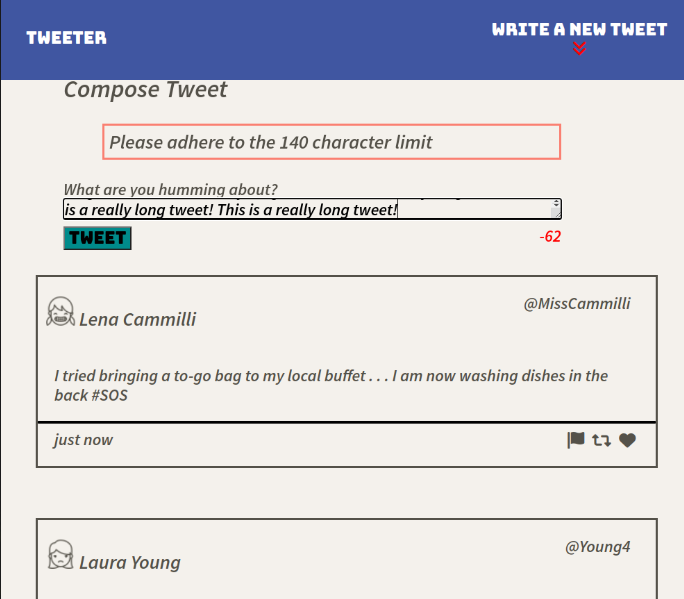 TWEETER
WRITE A NEW TWEET
Compose Tweet
Please adhere to the 140 character limit
What are you humming about?
is a really long tweet! This is a really long tweet!
TWEET
-62
Lena Cammilli
@MissCammilli
I tried bringing a to-go bag to my local buffet . . . I am now washing dishes in the
back #SOS
just now
Laura Young
@Young4